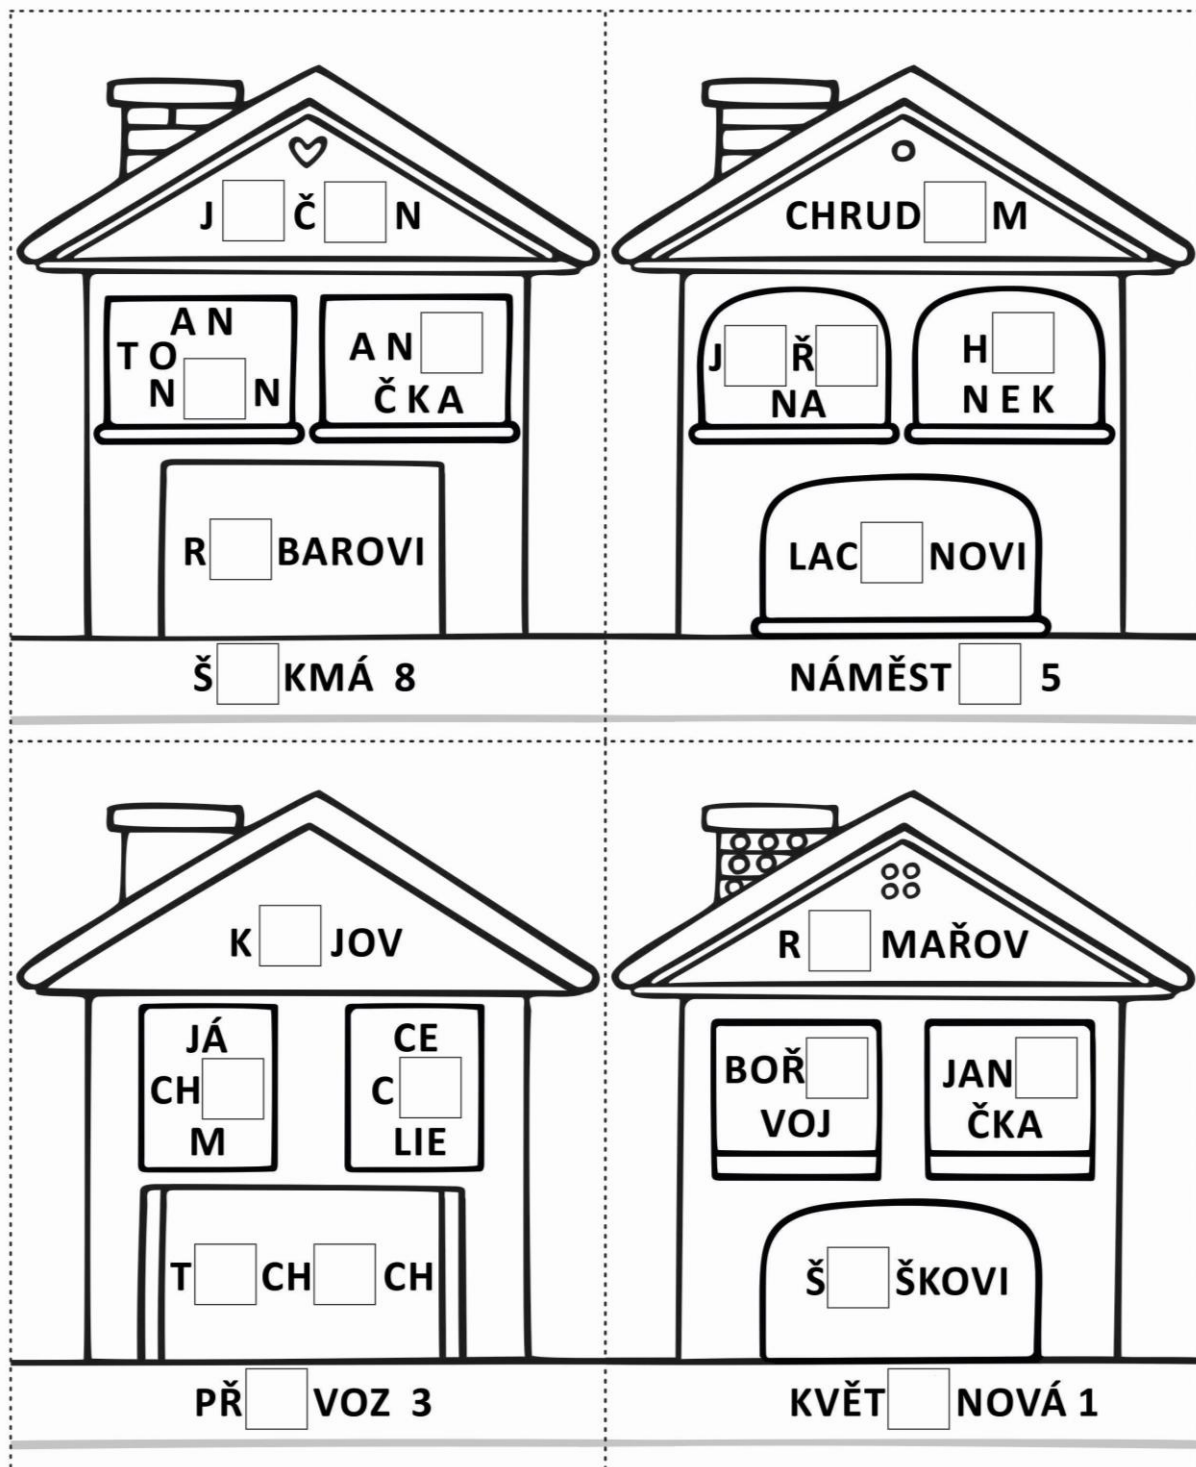 J □ Č □ N
AN
TO
N □ N
AN □
ČKA
R □ BAROVI
Š □ KMÁ 8
CHRUD □ M
J □ Ř □
NA
H □
NEK
LAC □ NOVI
NÁMĚST □ 5
K □ JOV
JÁ
CH □
M
CE
C □
LIE
T □ CH □ CH
PŘ □ VOZ 3
R □ MAŘOV
BOŘ □
VOJ
JAN □
ČKA
Š □ ŠKOVI
KVĚT □ NOVÁ 1